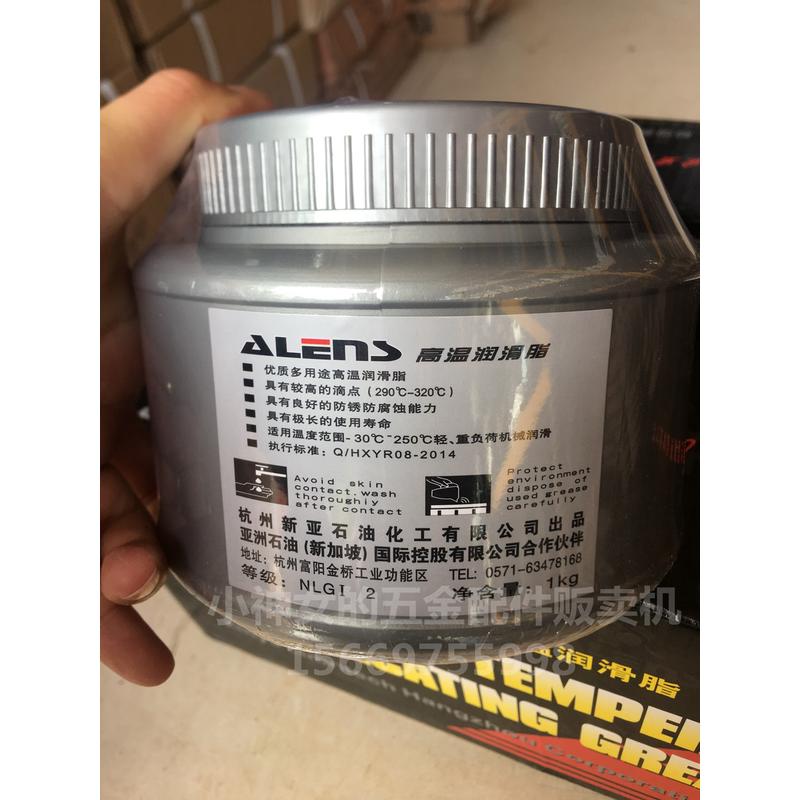 ALENS 高温润滑脂
优质多用途高温润滑脂
具有较高的滴点(290℃-320℃)
具有良好的防锈防腐蚀能力
具有极长的使用寿命
适用温度范围-30℃~250℃轻、重负荷机械润滑
执行标准: Q/HXYR08-2014
Avoid skin
contact.wash
thoroughly
after contact
Protect
environment
dispose of
used grease
carefully
杭州新亚石油化工有限公司出品
亚洲石油(新加坡)国际控股有限公司合作伙伴
地址: 杭州富阳金桥工业功能区 TEL: 0571-63478168
等级: NLGI 2 净含量: 1kg
小神女的五金配件贩卖机
15669755998
润滑脂
TEMPER
CATING GREA
Hangzhou Corporati